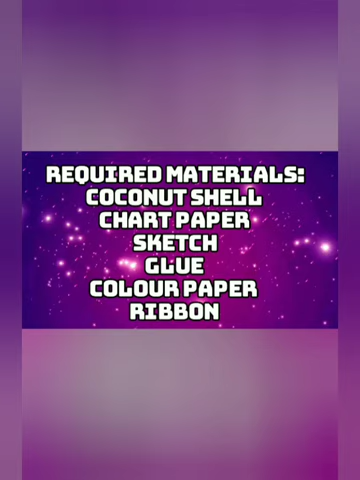 REQUIRED MATERIALS:
COCONUT SHELL
CHART PAPER
SKETCH
GLUE
COLOUR PAPER
RIBBON